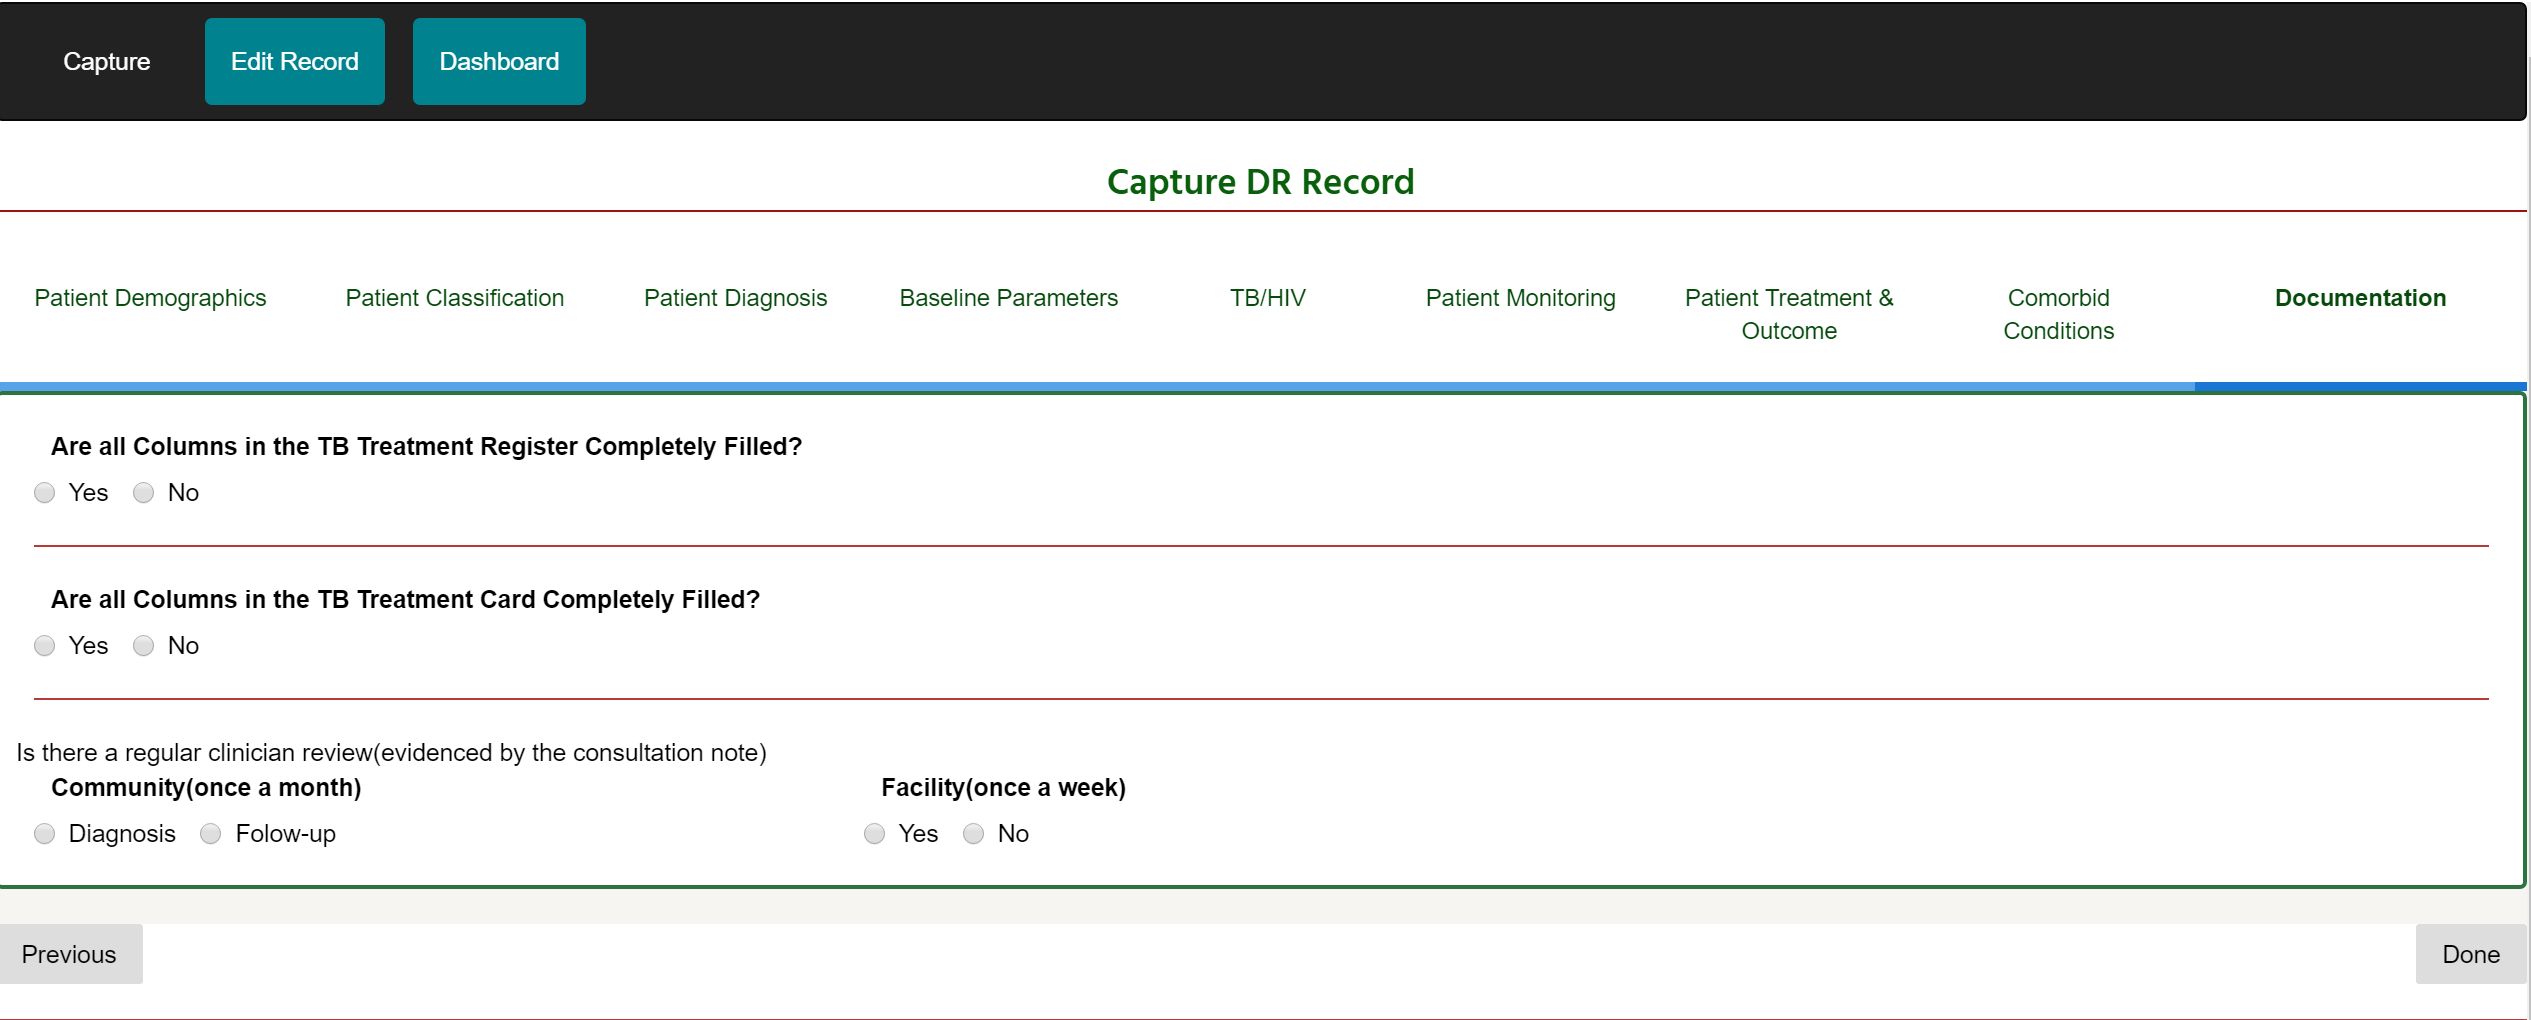 Capture Edit Record Dashboard
Capture DR Record
Patient Demographics Patient Classification Patient Diagnosis Baseline Parameters TB/HIV Patient Monitoring Patient Treatment & Outcome Comorbid Conditions Documentation
Are all Columns in the TB Treatment Register Completely Filled?
Yes No
Are all Columns in the TB Treatment Card Completely Filled?
Yes No
Is there a regular clinician review(evidenced by the consultation note)
Community(once a month) Facility(once a week)
Diagnosis Folow-up Yes No
Previous Done